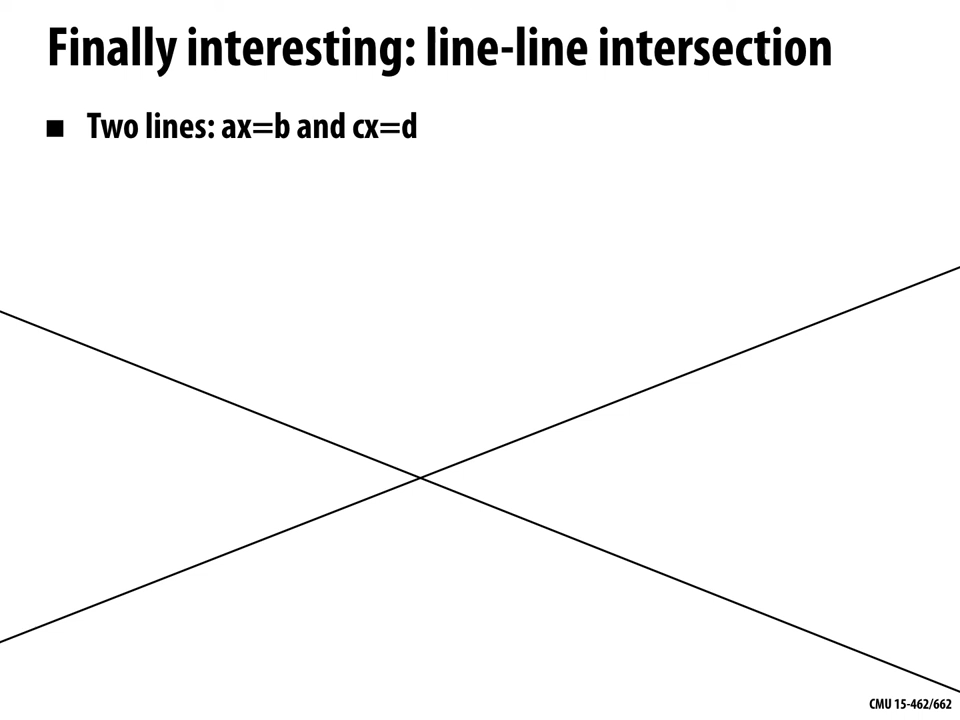 Finally interesting: line-line intersection
■ Two lines: ax=b and cx=d
CMU 15-462/662